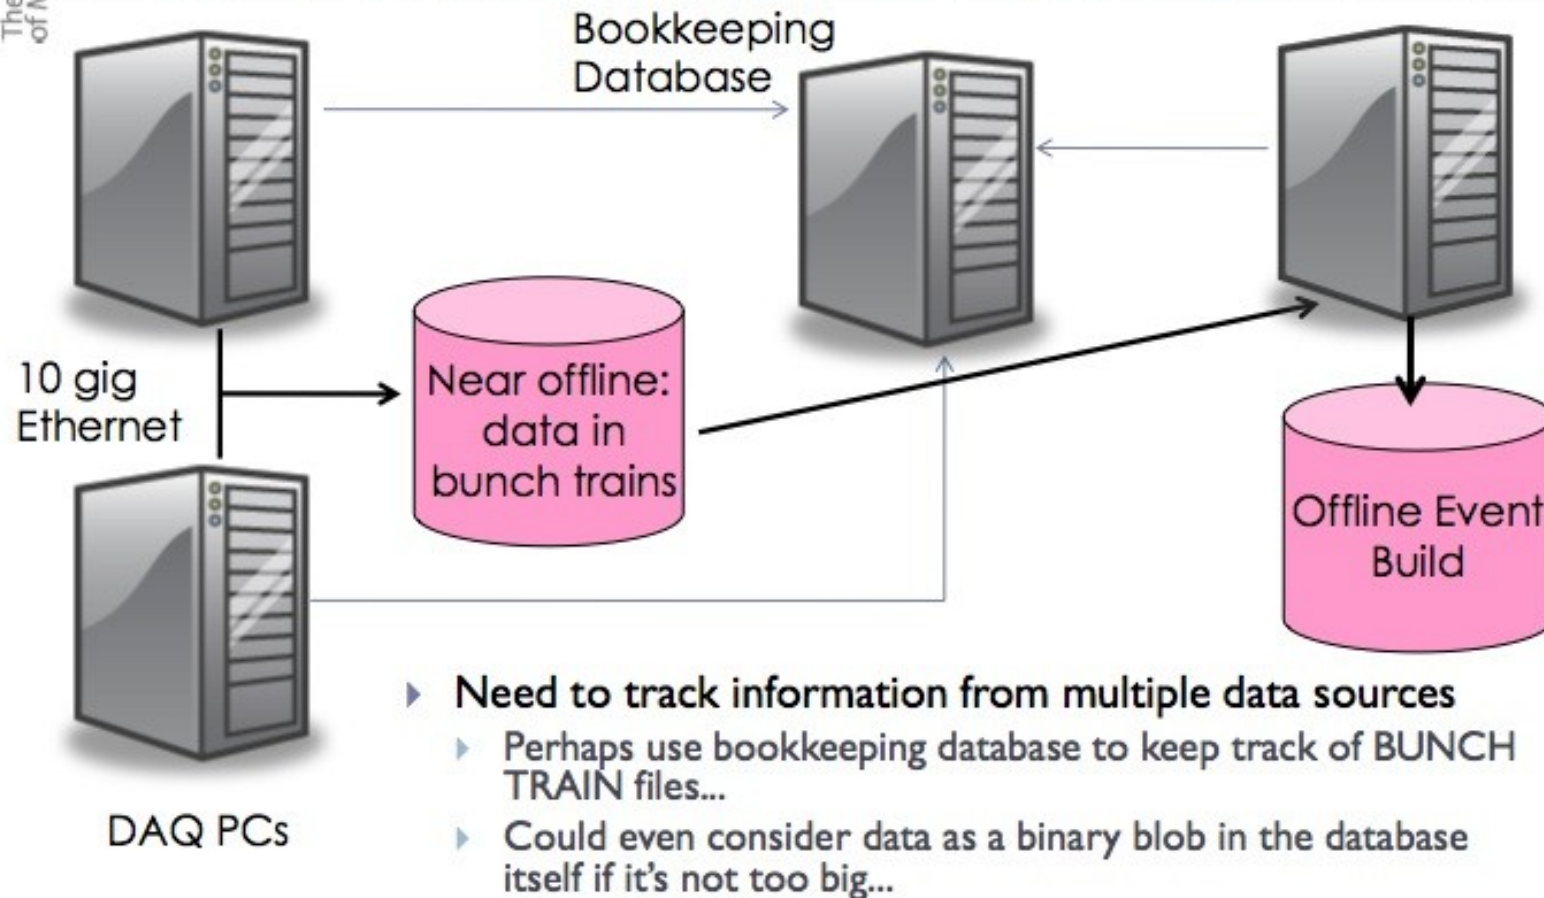 The
of M
Bookkeeping
Database
10 gig
Ethernet
Near offline:
data in
bunch trains
Offline Event
Build
DAQ PCs
Need to track information from multiple data sources
Perhaps use bookkeeping database to keep track of BUNCH
TRAIN files...
Could even consider data as a binary blob in the database
itself if it's not too big...